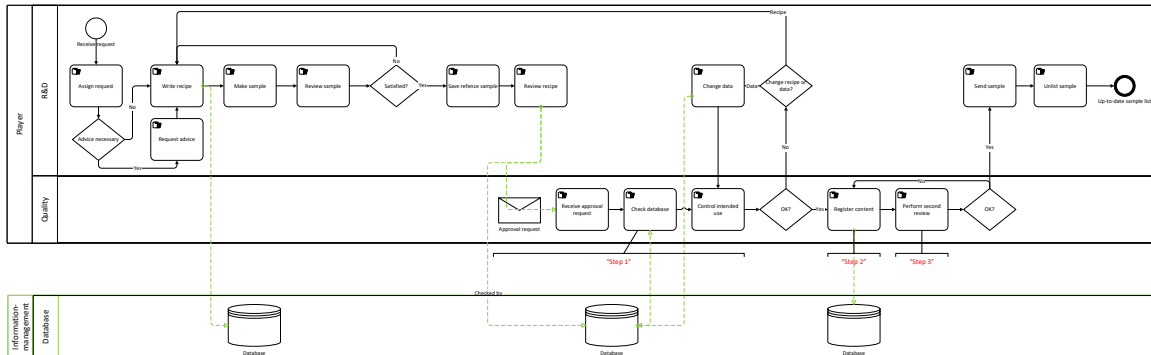 Recipe
Receive request
No
Assign request
Write recipe
Make sample
Review sample
Satisfied?
Yes
Save refence sample
Review recipe
Change data
Data
Change recipe or
data?
Send sample
Unlist sample
Up-to-date sample list
R&D
Player
No
Advice necessary
Request advice
Yes
No
Yes
Quality
Approval request
Receive approval
request
Check database
Control intended
use
OK?
Yes
No
Register content
Perform second
review
OK?
"Step 1"
"Step 2"
"Step 3"
Checked by
Information-
management
Database
Database
Database
Database